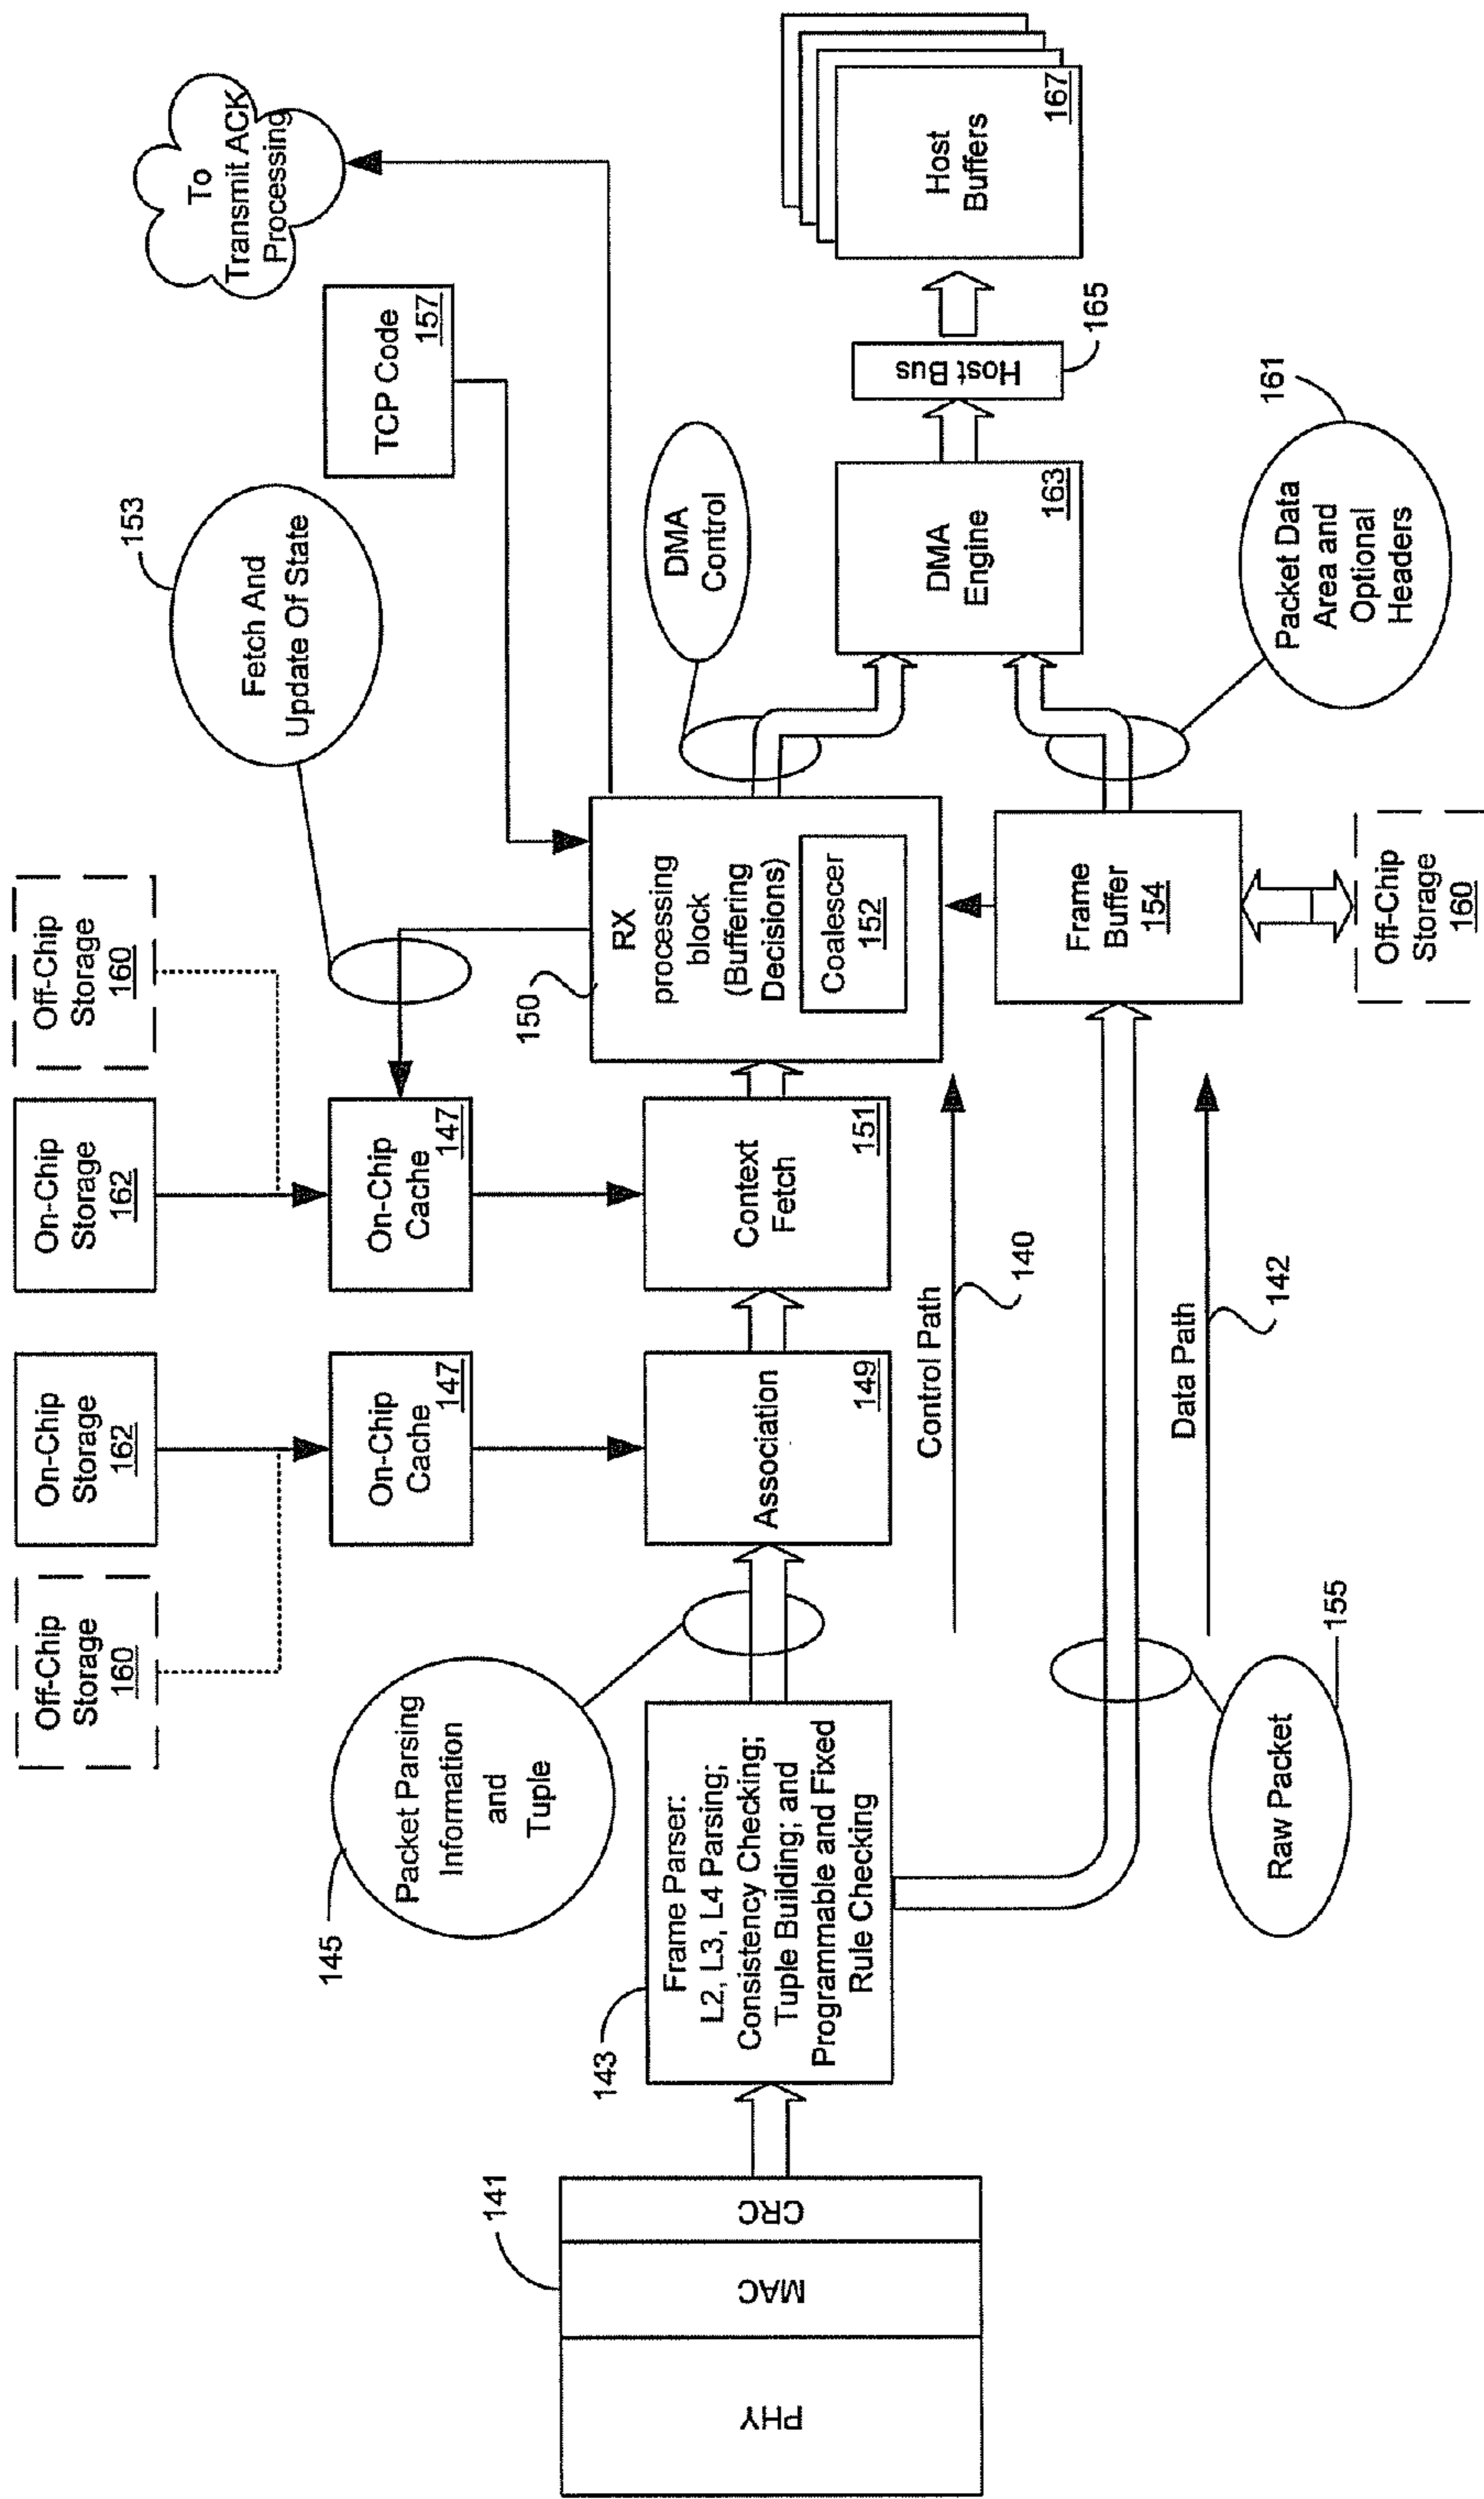 Off-Chip
Storage
160
On-Chip
Storage
162
On-Chip
Storage
162
Off-Chip
Storage
160
153
Fetch And
Update Of State
To
Transmit ACK
Processing
145
Packet Parsing
Information
and
Tuple
On-Chip
Cache
147
On-Chip
Cache
147
TCP Code
157
141
PHY
MAC
CRC
143
Frame Parser:
L2, L3, L4 Parsing;
Consistency Checking;
Tuple Building; and
Programmable and Fixed
Rule Checking
Association
149
Context
Fetch
151
150
RX
processing
block
(Buffering
Decisions)
Coalescer
152
DMA
Control
DMA
Engine
163
Host Bus
165
Host
Buffers
167
Control Path
140
Frame
Buffer
154
Data Path
142
Raw Packet
155
Off-Chip
Storage
160
Packet Data
Area and
Optional
Headers
161